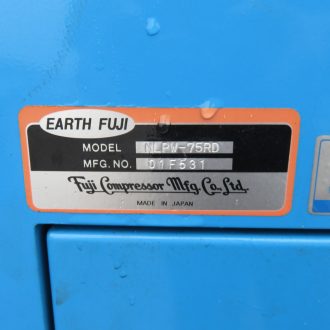 EARTH FUJI
MODEL NLPW-75RD
MFG.NO. 01F531
Fuji Compressor Mfg. Co., Ltd.
MADE IN JAPAN